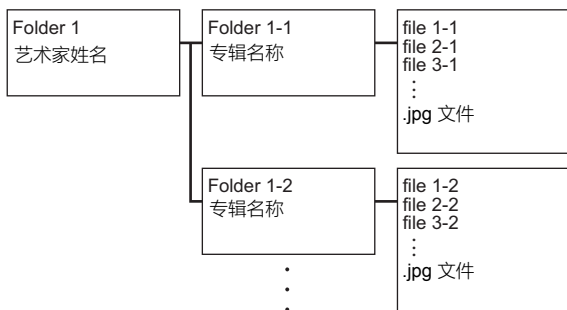 Folder 1
艺术家姓名
Folder 1-1
专辑名称
file 1-1
file 2-1
file 3-1
⋮
.jpg 文件
Folder 1-2
专辑名称
file 1-2
file 2-2
file 3-2
⋮
.jpg 文件